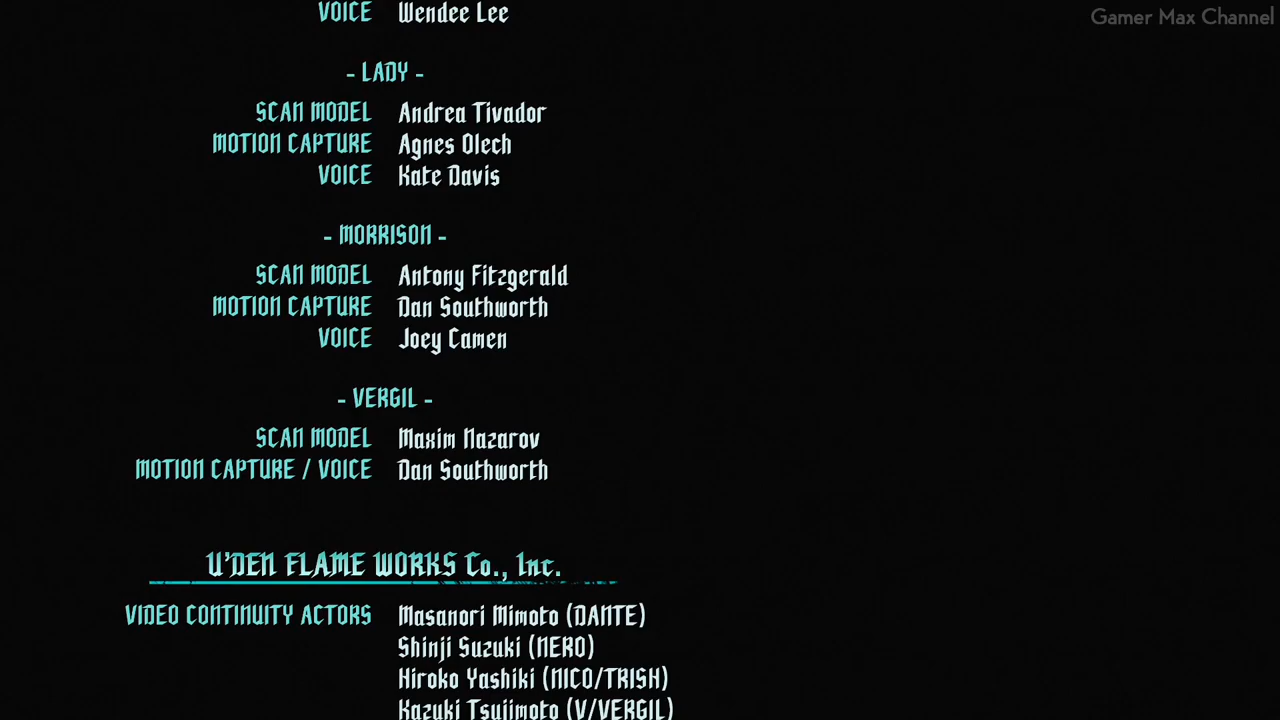 Gamer Max Channel
VOICE Wendee Lee
- LADY -
SCAN MODEL Andrea Tivador
MOTION CAPTURE Agnes Olech
VOICE Kate Davis
- MORRISON -
SCAN MODEL Antony Fitzgerald
MOTION CAPTURE Dan Southworth
VOICE Joey Camen
- VERGIL -
SCAN MODEL Maxim Nazarov
MOTION CAPTURE / VOICE Dan Southworth
U'DEN FLAME WORKS Co., Inc.
VIDEO CONTINUITY ACTORS Masanori Mimoto (DANTE)
Shinji Suzuki (NERO)
Hiroko Yashiki (NICO/TRISH)
Kazuki Tsujimoto (V/VERGIL)